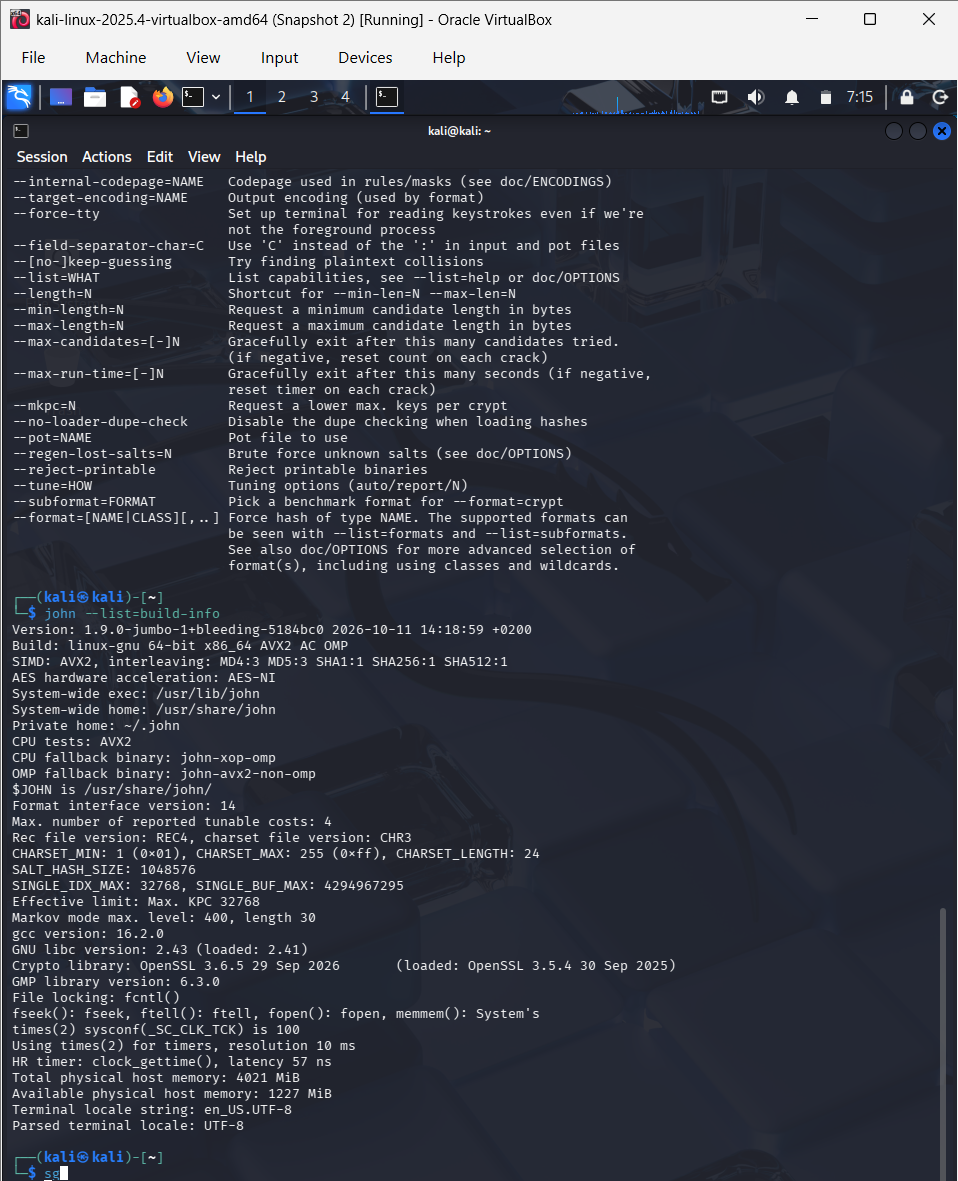 kali-linux-2025.4-virtualbox-amd64 (Snapshot 2) [Running] - Oracle VirtualBox
File Machine View Input Devices Help
1 2 3 4 7:15
kali@kali: ~
Session Actions Edit View Help
--internal-codepage=NAME   Codepage used in rules/masks (see doc/ENCODINGS)
--target-encoding=NAME     Output encoding (used by format)
--force-tty                Set up terminal for reading keystrokes even if we're
                           not the foreground process
--field-separator-char=C   Use 'C' instead of the ':' in input and pot files
--[no-]keep-guessing       Try finding plaintext collisions
--list=WHAT                List capabilities, see --list=help or doc/OPTIONS
--length=N                 Shortcut for --min-len=N --max-len=N
--min-length=N             Request a minimum candidate length in bytes
--max-length=N             Request a maximum candidate length in bytes
--max-candidates=[-]N      Gracefully exit after this many candidates tried.
                           (if negative, reset count on each crack)
--max-run-time=[-]N        Gracefully exit after this many seconds (if negative,
                           reset timer on each crack)
--mkpc=N                   Request a lower max. keys per crypt
--no-loader-dupe-check     Disable the dupe checking when loading hashes
--pot=NAME                 Pot file to use
--regen-lost-salts=N       Brute force unknown salts (see doc/OPTIONS)
--reject-printable         Reject printable binaries
--tune=HOW                 Tuning options (auto/report/N)
--subformat=FORMAT         Pick a benchmark format for --format=crypt
--format=[NAME|CLASS][,..] Force hash of type NAME. The supported formats can
                           be seen with --list=formats and --list=subformats.
                           See also doc/OPTIONS for more advanced selection of
                           format(s), including using classes and wildcards.
┌──(kali㉿kali)-[~]
└─$ john --list=build-info
Version: 1.9.0-jumbo-1+bleeding-5184bc0 2026-10-11 14:18:59 +0200
Build: linux-gnu 64-bit x86_64 AVX2 AC OMP
SIMD: AVX2, interleaving: MD4:3 MD5:3 SHA1:1 SHA256:1 SHA512:1
AES hardware acceleration: AES-NI
System-wide exec: /usr/lib/john
System-wide home: /usr/share/john
Private home: ~/.john
CPU tests: AVX2
CPU fallback binary: john-xop-omp
OMP fallback binary: john-avx2-non-omp
$JOHN is /usr/share/john/
Format interface version: 14
Max. number of reported tunable costs: 4
Rec file version: REC4, charset file version: CHR3
CHARSET_MIN: 1 (0x01), CHARSET_MAX: 255 (0xff), CHARSET_LENGTH: 24
SALT_HASH_SIZE: 1048576
SINGLE_IDX_MAX: 32768, SINGLE_BUF_MAX: 4294967295
Effective limit: Max. KPC 32768
Markov mode max. level: 400, length 30
gcc version: 16.2.0
GNU libc version: 2.43 (loaded: 2.41)
Crypto library: OpenSSL 3.6.5 29 Sep 2026       (loaded: OpenSSL 3.5.4 30 Sep 2025)
GMP library version: 6.3.0
File locking: fcntl()
fseek(): fseek, ftell(): ftell, fopen(): fopen, memmem(): System's
times(2) sysconf(_SC_CLK_TCK) is 100
Using times(2) for timers, resolution 10 ms
HR timer: clock_gettime(), latency 57 ns
Total physical host memory: 4021 MiB
Available physical host memory: 1227 MiB
Terminal locale string: en_US.UTF-8
Parsed terminal locale: UTF-8
┌──(kali㉿kali)-[~]
└─$ sg